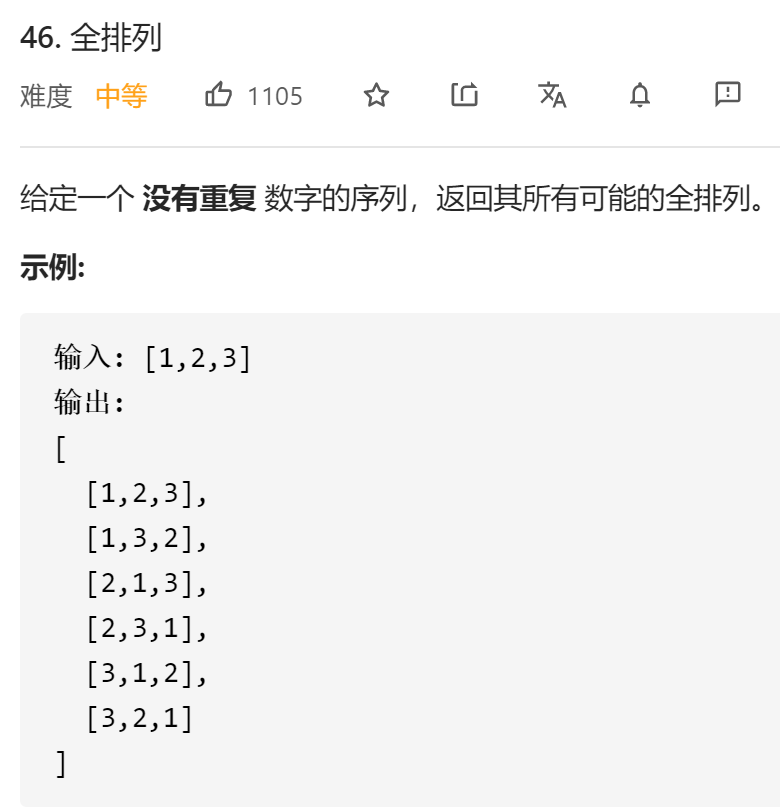 46. 全排列
难度 中等 1105
给定一个 没有重复 数字的序列，返回其所有可能的全排列。
示例:
输入: [1,2,3]
输出:
[
  [1,2,3],
  [1,3,2],
  [2,1,3],
  [2,3,1],
  [3,1,2],
  [3,2,1]
]